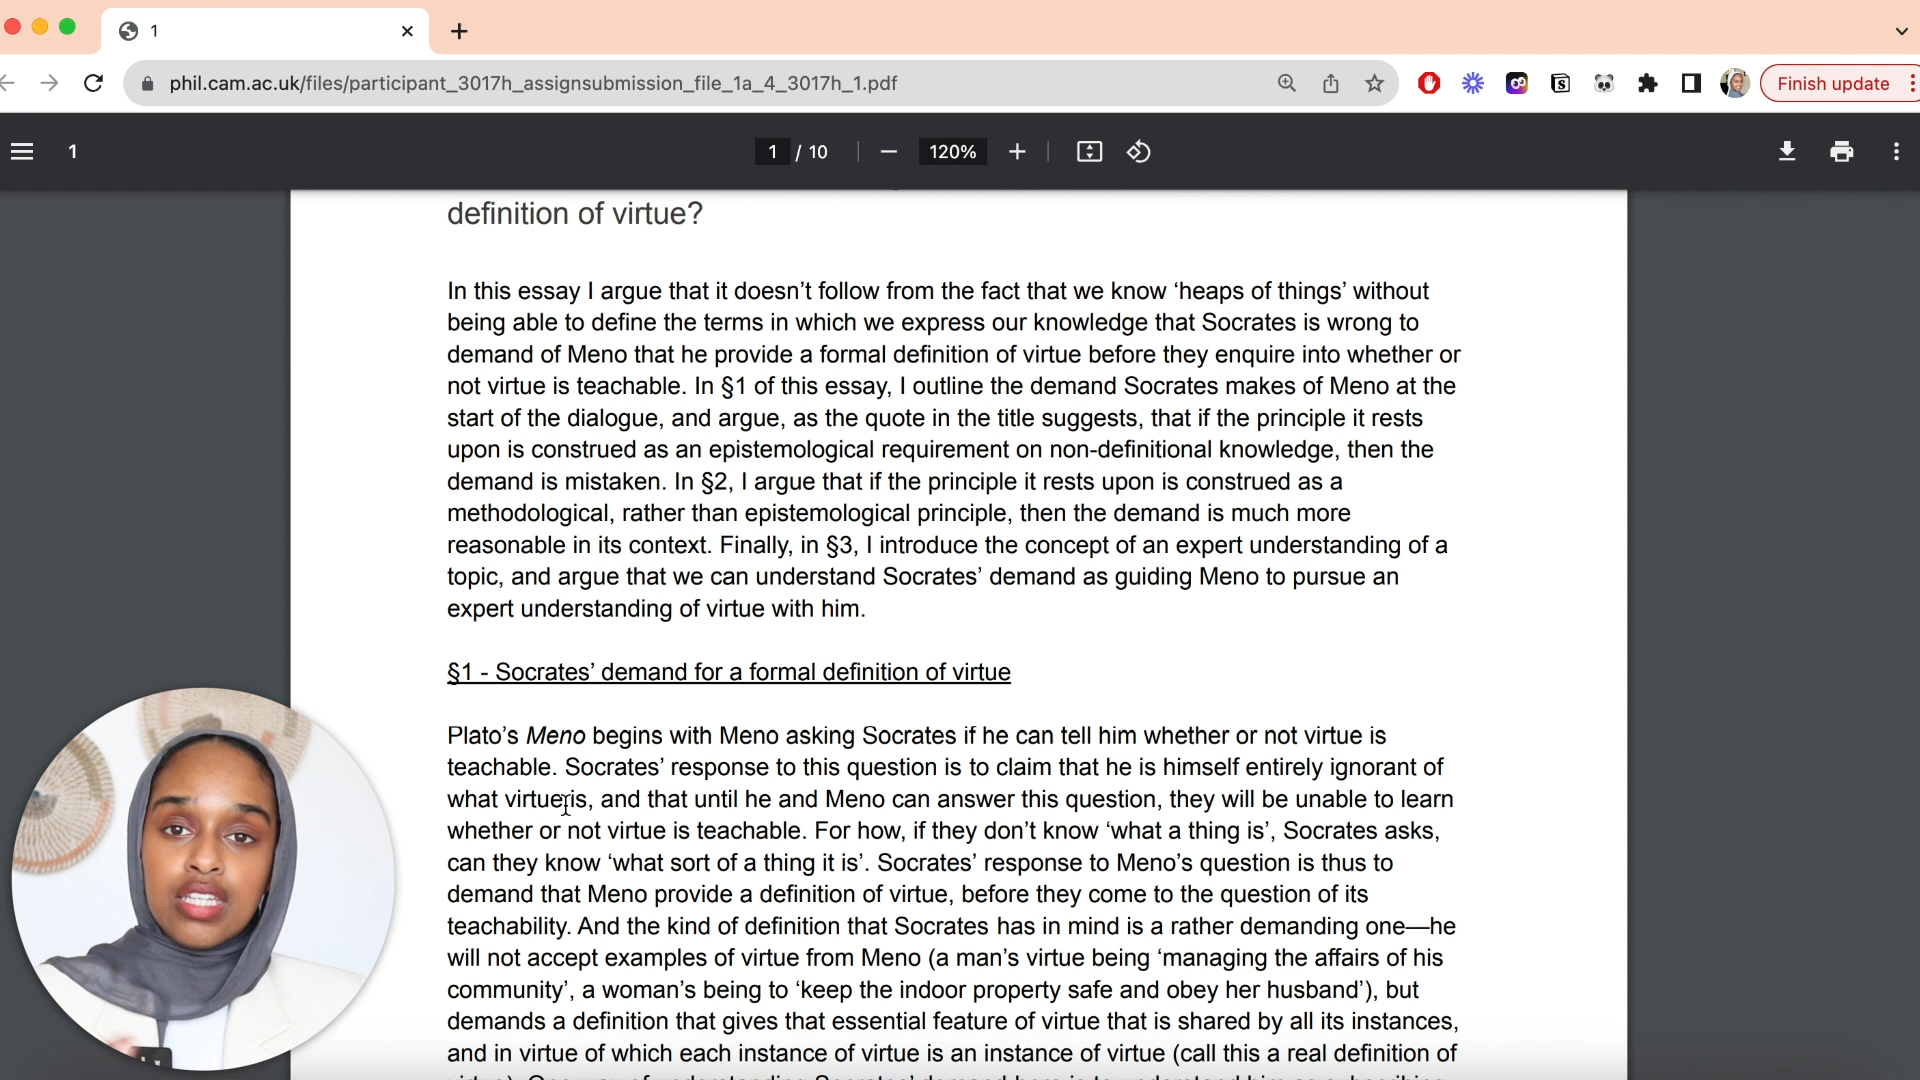 1
phil.cam.ac.uk/files/participant_3017h_assignsubmission_file_1a_4_3017h_1.pdf
Finish update
1
1 / 10
120%
definition of virtue?
In this essay I argue that it doesn’t follow from the fact that we know ‘heaps of things’ without
being able to define the terms in which we express our knowledge that Socrates is wrong to
demand of Meno that he provide a formal definition of virtue before they enquire into whether or
not virtue is teachable. In §1 of this essay, I outline the demand Socrates makes of Meno at the
start of the dialogue, and argue, as the quote in the title suggests, that if the principle it rests
upon is construed as an epistemological requirement on non-definitional knowledge, then the
demand is mistaken. In §2, I argue that if the principle it rests upon is construed as a
methodological, rather than epistemological principle, then the demand is much more
reasonable in its context. Finally, in §3, I introduce the concept of an expert understanding of a
topic, and argue that we can understand Socrates’ demand as guiding Meno to pursue an
expert understanding of virtue with him.
§1 - Socrates’ demand for a formal definition of virtue
Plato’s Meno begins with Meno asking Socrates if he can tell him whether or not virtue is
teachable. Socrates’ response to this question is to claim that he is himself entirely ignorant of
what virtue is, and that until he and Meno can answer this question, they will be unable to learn
whether or not virtue is teachable. For how, if they don’t know ‘what a thing is’, Socrates asks,
can they know ‘what sort of a thing it is’. Socrates’ response to Meno’s question is thus to
demand that Meno provide a definition of virtue, before they come to the question of its
teachability. And the kind of definition that Socrates has in mind is a rather demanding one—he
will not accept examples of virtue from Meno (a man’s virtue being ‘managing the affairs of his
community’, a woman’s being to ‘keep the indoor property safe and obey her husband’), but
demands a definition that gives that essential feature of virtue that is shared by all its instances,
and in virtue of which each instance of virtue is an instance of virtue (call this a real definition of